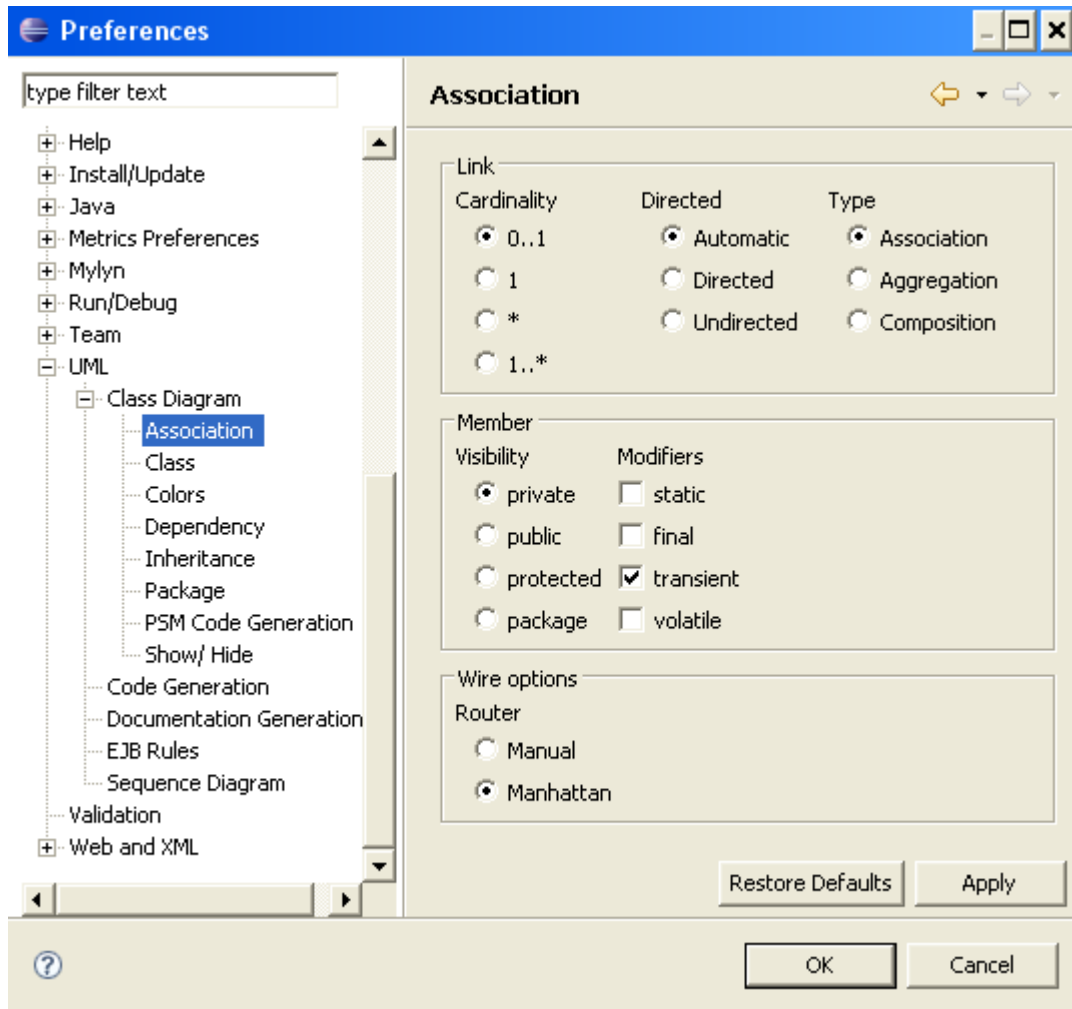 Preferences
type filter text
Help
Install/Update
Java
Metrics Preferences
Mylyn
Run/Debug
Team
UML
Class Diagram
Association
Class
Colors
Dependency
Inheritance
Package
PSM Code Generation
Show/ Hide
Code Generation
Documentation Generation
EJB Rules
Sequence Diagram
Validation
Web and XML
Association
Link
Cardinality Directed Type
0..1 Automatic Association
1 Directed Aggregation
* Undirected Composition
1..*
Member
Visibility Modifiers
private static
public final
protected transient
package volatile
Wire options
Router
Manual
Manhattan
Restore Defaults Apply
OK Cancel